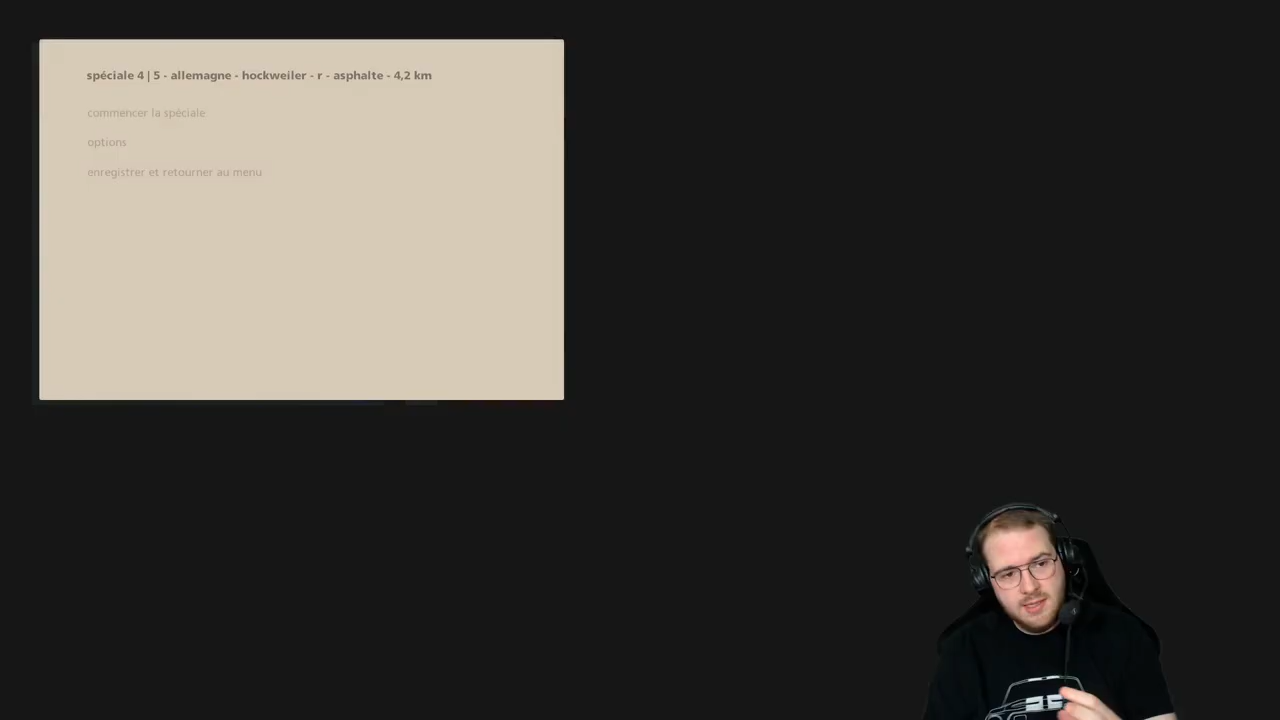 spéciale 4 | 5 - allemagne - hockweiler - r - asphalte - 4,2 km
commencer la spéciale
options
enregistrer et retourner au menu